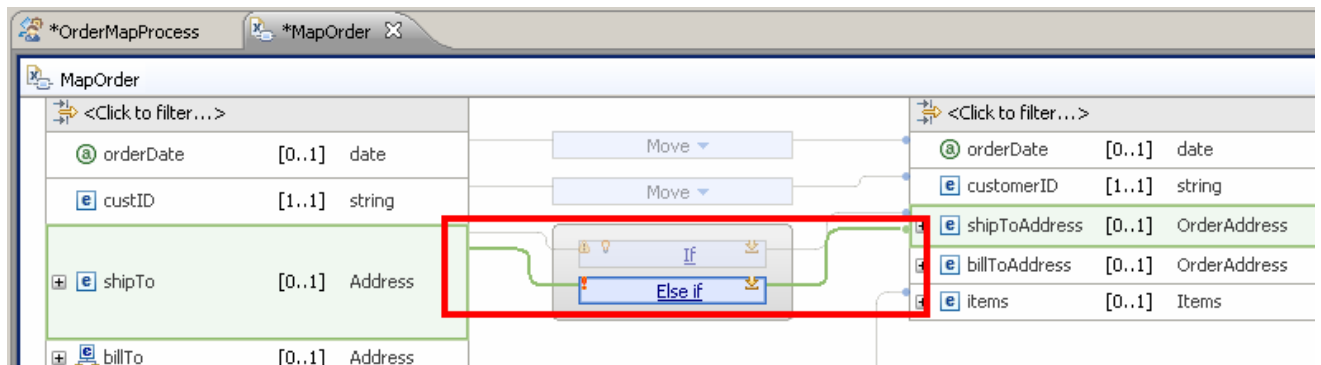 *OrderMapProcess *MapOrder
MapOrder
<Click to filter...> <Click to filter...>
a orderDate [0..1] date Move a orderDate [0..1] date
e custID [1..1] string Move e customerID [1..1] string
e shipToAddress [0..1] OrderAddress
If
e shipTo [0..1] Address Else if e billToAddress [0..1] OrderAddress
e items [0..1] Items
e billTo [0..1] Address